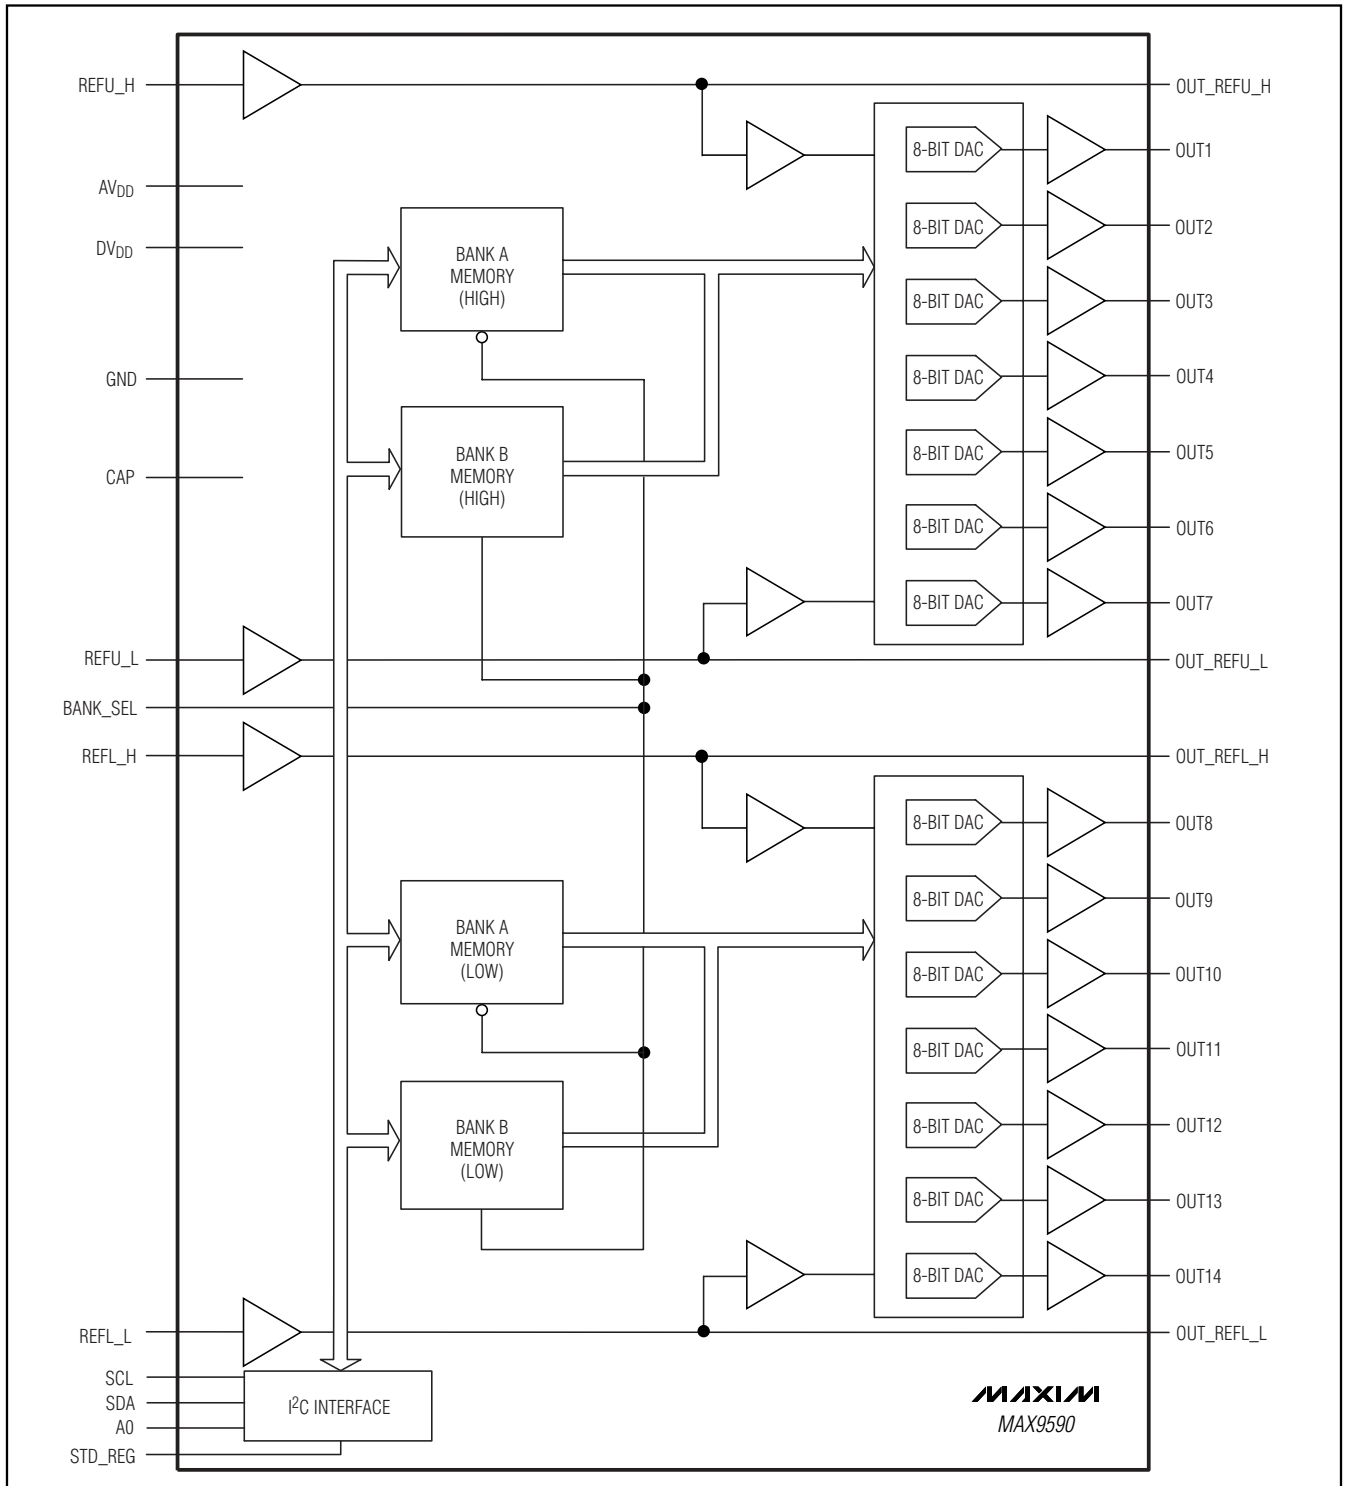 REFU_H
OUT_REFU_H
8-BIT DAC
OUT1
AVDD
8-BIT DAC
OUT2
DVDD
BANK A
MEMORY
(HIGH)
8-BIT DAC
OUT3
GND
8-BIT DAC
OUT4
BANK B
MEMORY
(HIGH)
8-BIT DAC
OUT5
CAP
8-BIT DAC
OUT6
8-BIT DAC
OUT7
REFU_L
OUT_REFU_L
BANK_SEL
REFL_H
OUT_REFL_H
8-BIT DAC
OUT8
8-BIT DAC
OUT9
BANK A
MEMORY
(LOW)
8-BIT DAC
OUT10
8-BIT DAC
OUT11
BANK B
MEMORY
(LOW)
8-BIT DAC
OUT12
8-BIT DAC
OUT13
8-BIT DAC
OUT14
REFL_L
OUT_REFL_L
SCL
SDA
A0
STD_REG
I2C INTERFACE
MAXIM
MAX9590